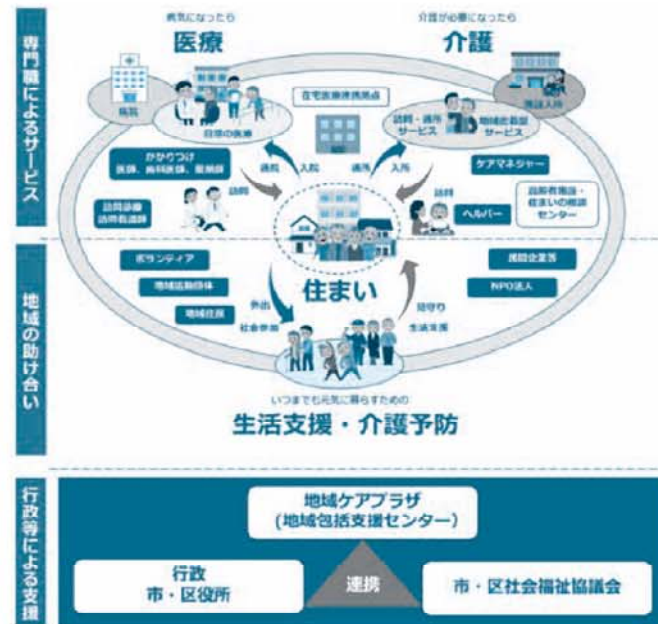 専門職によるサービス
病気になったら
医療
介護が必要になったら
介護
病院
日常の医療
在宅医療連携拠点
訪問・通所
サービス
地域密着型
サービス
施設入所
かかりつけ
医師、歯科医師、薬剤師
通院
入院
通所
入所
ケアマネジャー
訪問
訪問
訪問診療
訪問看護師
ヘルパー
高齢者施設・
住まいの相談
センター
住まい
地域の助け合い
ボランティア
地域活動団体
地域住民
外出
社会参加
見守り
生活支援
民間企業等
NPO法人
いつまでも元気に暮らすための
生活支援・介護予防
行政等による支援
地域ケアプラザ
(地域包括支援センター)
行政
市・区役所
連携
市・区社会福祉協議会